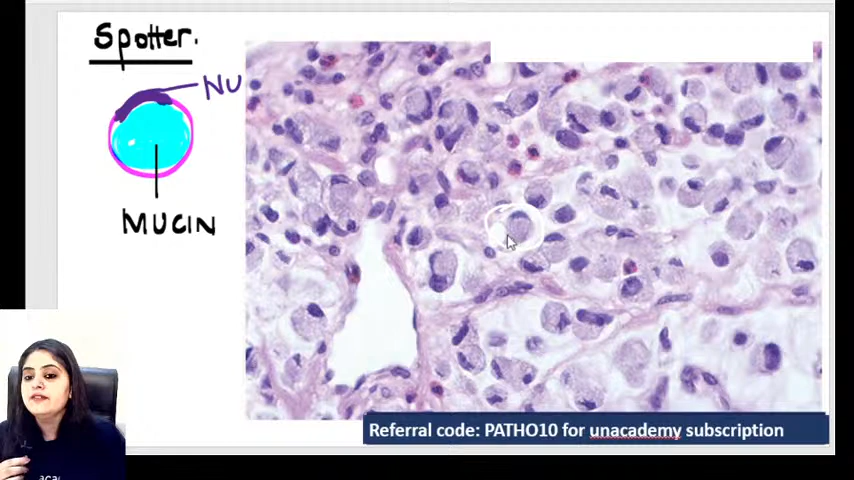 Spotter.
NU
MUCIN
Referral code: PATHO10 for unacademy subscription